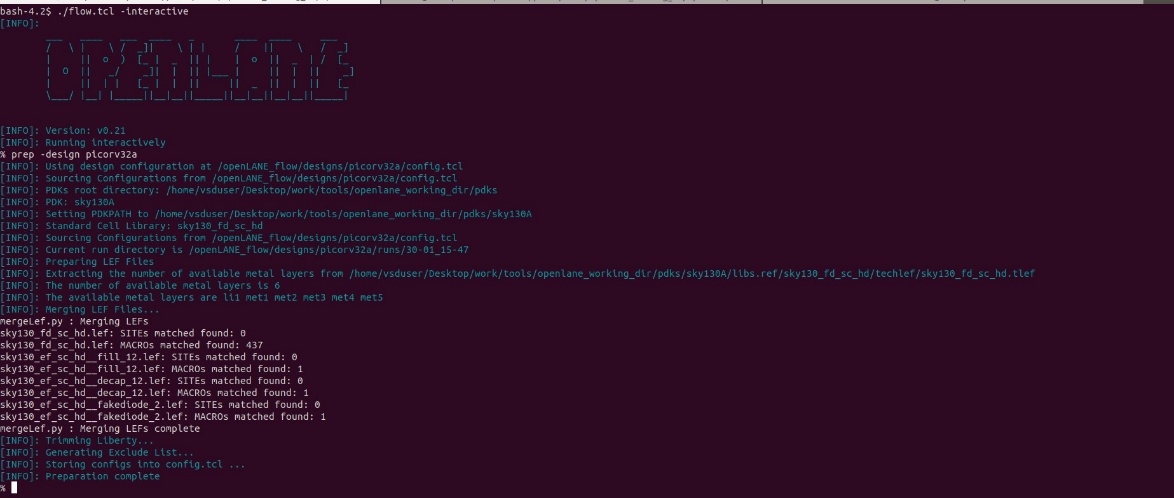 bash-4.2$ ./flow.tcl -interactive
[INFO]:
OPENLANE
[INFO]: Version: v0.21
[INFO]: Running interactively
% prep -design picorv32a
[INFO]: Using design configuration at /openLANE_flow/designs/picorv32a/config.tcl
[INFO]: Sourcing Configurations from /openLANE_flow/designs/picorv32a/config.tcl
[INFO]: PDKs root directory: /home/vsduser/Desktop/work/tools/openlane_working_dir/pdks
[INFO]: PDK: sky130A
[INFO]: Setting PDKPATH to /home/vsduser/Desktop/work/tools/openlane_working_dir/pdks/sky130A
[INFO]: Standard Cell Library: sky130_fd_sc_hd
[INFO]: Sourcing Configurations from /openLANE_flow/designs/picorv32a/config.tcl
[INFO]: Current run directory is /openLANE_flow/designs/picorv32a/runs/30-01_15-47
[INFO]: Preparing LEF Files
[INFO]: Extracting the number of available metal layers from /home/vsduser/Desktop/work/tools/openlane_working_dir/pdks/sky130A/libs.ref/sky130_fd_sc_hd/techlef/sky130_fd_sc_hd.tlef
[INFO]: The number of available metal layers is 6
[INFO]: The available metal layers are li1 met1 met2 met3 met4 met5
[INFO]: Merging LEF Files...
mergeLef.py : Merging LEFs
sky130_fd_sc_hd.lef: SITEs matched found: 0
sky130_fd_sc_hd.lef: MACROs matched found: 437
sky130_ef_sc_hd__fill_12.lef: SITEs matched found: 0
sky130_ef_sc_hd__fill_12.lef: MACROs matched found: 1
sky130_ef_sc_hd__decap_12.lef: SITEs matched found: 0
sky130_ef_sc_hd__decap_12.lef: MACROs matched found: 1
sky130_ef_sc_hd__fakediode_2.lef: SITEs matched found: 0
sky130_ef_sc_hd__fakediode_2.lef: MACROs matched found: 1
mergeLef.py : Merging LEFs complete
[INFO]: Trimming Liberty...
[INFO]: Generating Exclude List...
[INFO]: Storing configs into config.tcl ...
[INFO]: Preparation complete
%